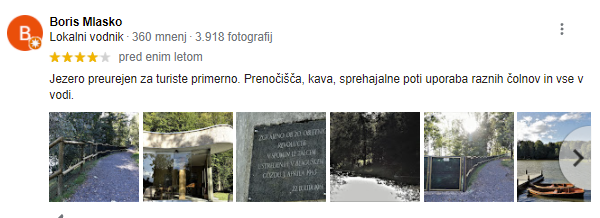 B
Boris Mlasko
Lokalni vodnik · 360 mnenj · 3.918 fotografij
pred enim letom
Jezero preurejen za turiste primerno. Prenočišča, kava, sprehajalne poti uporaba raznih čolnov in vse v
vodi.